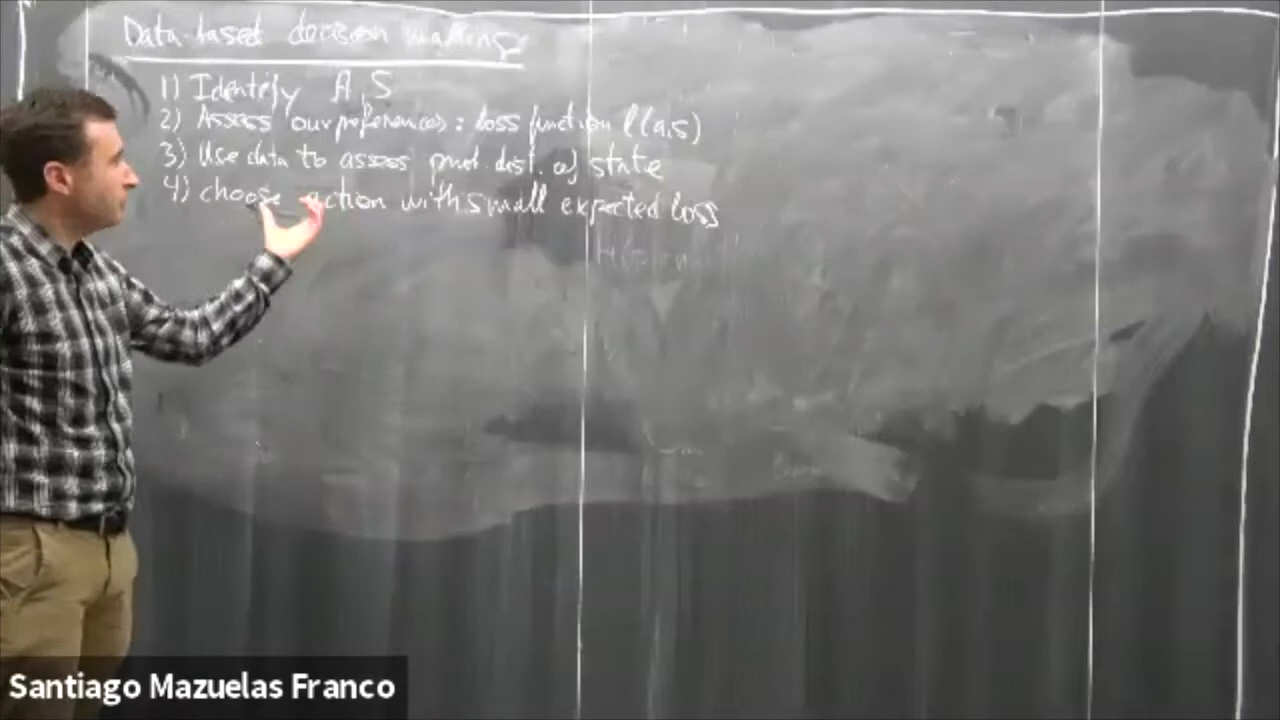 Data-based decision making
1) Identify A, S
2) Assess our preferences: loss function l(a,s)
3) Use data to assess prob. dist. of state
4) choose action with small expected loss
Santiago Mazuelas Franco